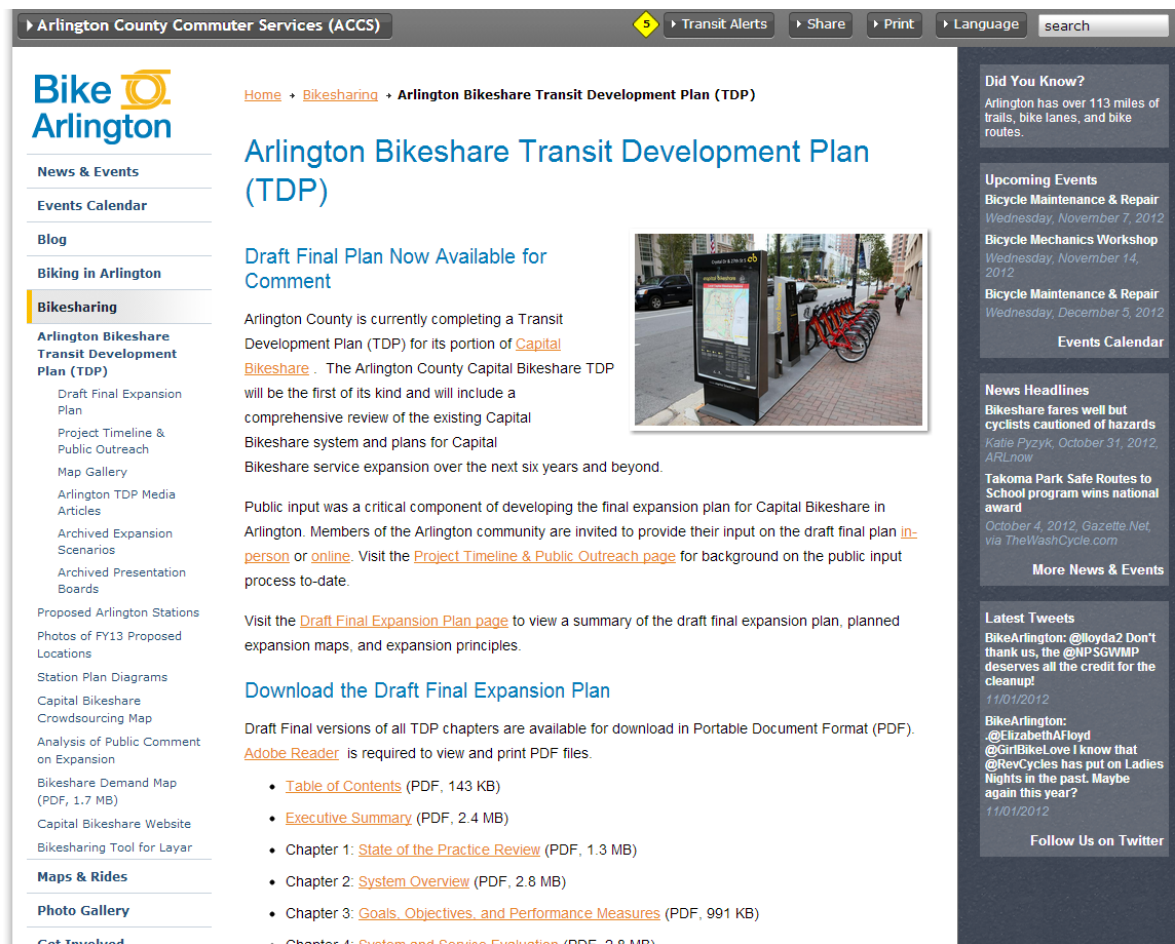 Arlington County Commuter Services (ACCS)
5
Transit Alerts
Share
Print
Language
search
Bike
Arlington
News & Events
Events Calendar
Blog
Biking in Arlington
Bikesharing
Arlington Bikeshare
Transit Development
Plan (TDP)
Draft Final Expansion
Plan
Project Timeline &
Public Outreach
Map Gallery
Arlington TDP Media
Articles
Archived Expansion
Scenarios
Archived Presentation
Boards
Proposed Arlington Stations
Photos of FY13 Proposed
Locations
Station Plan Diagrams
Capital Bikeshare
Crowdsourcing Map
Analysis of Public Comment
on Expansion
Bikeshare Demand Map
(PDF, 1.7 MB)
Capital Bikeshare Website
Bikesharing Tool for Layar
Maps & Rides
Photo Gallery
Get Involved
Home
Bikesharing
Arlington Bikeshare Transit Development Plan (TDP)
Arlington Bikeshare Transit Development Plan
(TDP)
Draft Final Plan Now Available for
Comment
Arlington County is currently completing a Transit
Development Plan (TDP) for its portion of Capital
Bikeshare . The Arlington County Capital Bikeshare TDP
will be the first of its kind and will include a
comprehensive review of the existing Capital
Bikeshare system and plans for Capital
Bikeshare service expansion over the next six years and beyond.
capital bikeshare
Public input was a critical component of developing the final expansion plan for Capital Bikeshare in
Arlington. Members of the Arlington community are invited to provide their input on the draft final plan in-
person or online. Visit the Project Timeline & Public Outreach page for background on the public input
process to-date.
Visit the Draft Final Expansion Plan page to view a summary of the draft final expansion plan, planned
expansion maps, and expansion principles.
Download the Draft Final Expansion Plan
Draft Final versions of all TDP chapters are available for download in Portable Document Format (PDF).
Adobe Reader is required to view and print PDF files.
Table of Contents (PDF, 143 KB)
Executive Summary (PDF, 2.4 MB)
Chapter 1: State of the Practice Review (PDF, 1.3 MB)
Chapter 2: System Overview (PDF, 2.8 MB)
Chapter 3: Goals, Objectives, and Performance Measures (PDF, 991 KB)
Chapter 4: System and Service Evaluation (PDF, 2.8 MB)
Did You Know?
Arlington has over 113 miles of
trails, bike lanes, and bike
routes.
Upcoming Events
Bicycle Maintenance & Repair
Wednesday, November 7, 2012
Bicycle Mechanics Workshop
Wednesday, November 14,
2012
Bicycle Maintenance & Repair
Wednesday, December 5, 2012
Events Calendar
News Headlines
Bikeshare fares well but
cyclists cautioned of hazards
Katie Pyzyk, October 31, 2012,
ARLnow
Takoma Park Safe Routes to
School program wins national
award
October 4, 2012, Gazette.Net,
via TheWashCycle.com
More News & Events
Latest Tweets
BikeArlington: @lloyda2 Don't
thank us, the @NPSGWMP
deserves all the credit for the
cleanup!
11/01/2012
BikeArlington:
.@ElizabethAFloyd
@GirlBikeLove I know that
@RevCycles has put on Ladies
Nights in the past. Maybe
again this year?
11/01/2012
Follow Us on Twitter